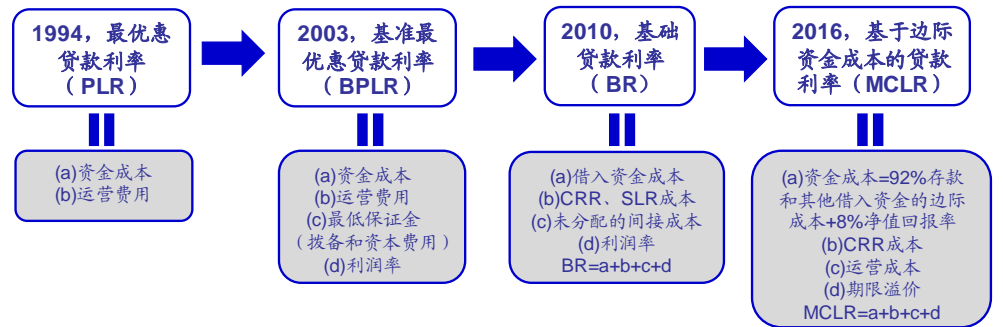 1994，最优惠
贷款利率
（PLR）
2003，基准最
优惠贷款利率
（BPLR）
2010，基础
贷款利率
（BR）
2016，基于边际
资金成本的贷款
利率（MCLR）
(a)资金成本
(b)运营费用
(a)资金成本
(b)运营费用
(c)最低保证金
（拨备和资本费用）
(d)利润率
(a)借入资金成本
(b)CRR、SLR成本
(c)未分配的间接成本
(d)利润率
BR=a+b+c+d
(a)资金成本=92%存款
和其他借入资金的边际
成本+8%净值回报率
(b)CRR成本
(c)运营成本
(d)期限溢价
MCLR=a+b+c+d